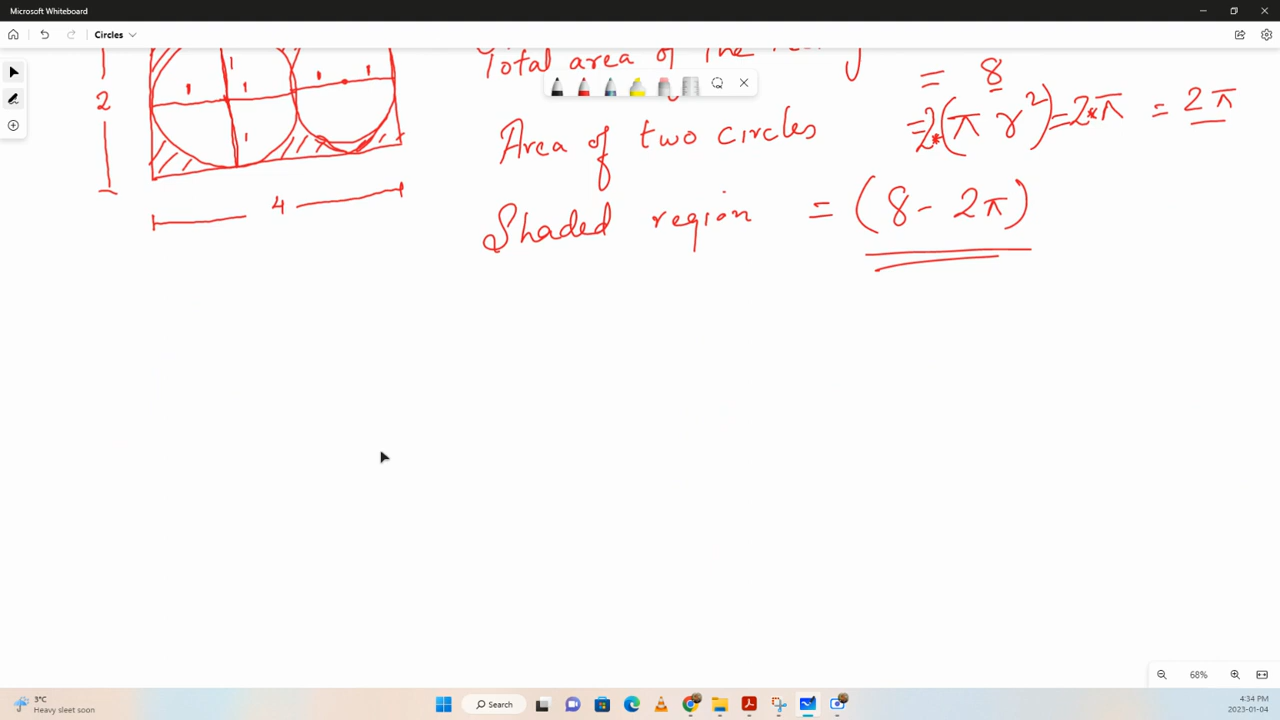 Microsoft Whiteboard
Circles
Total area of the
= 8
2
Area of two circles
=2*(π r²)=2*π = 2π
4
Shaded region = (8 - 2π)
68%
3°C
Heavy sleet soon
Search
4:34 PM
2023-01-04